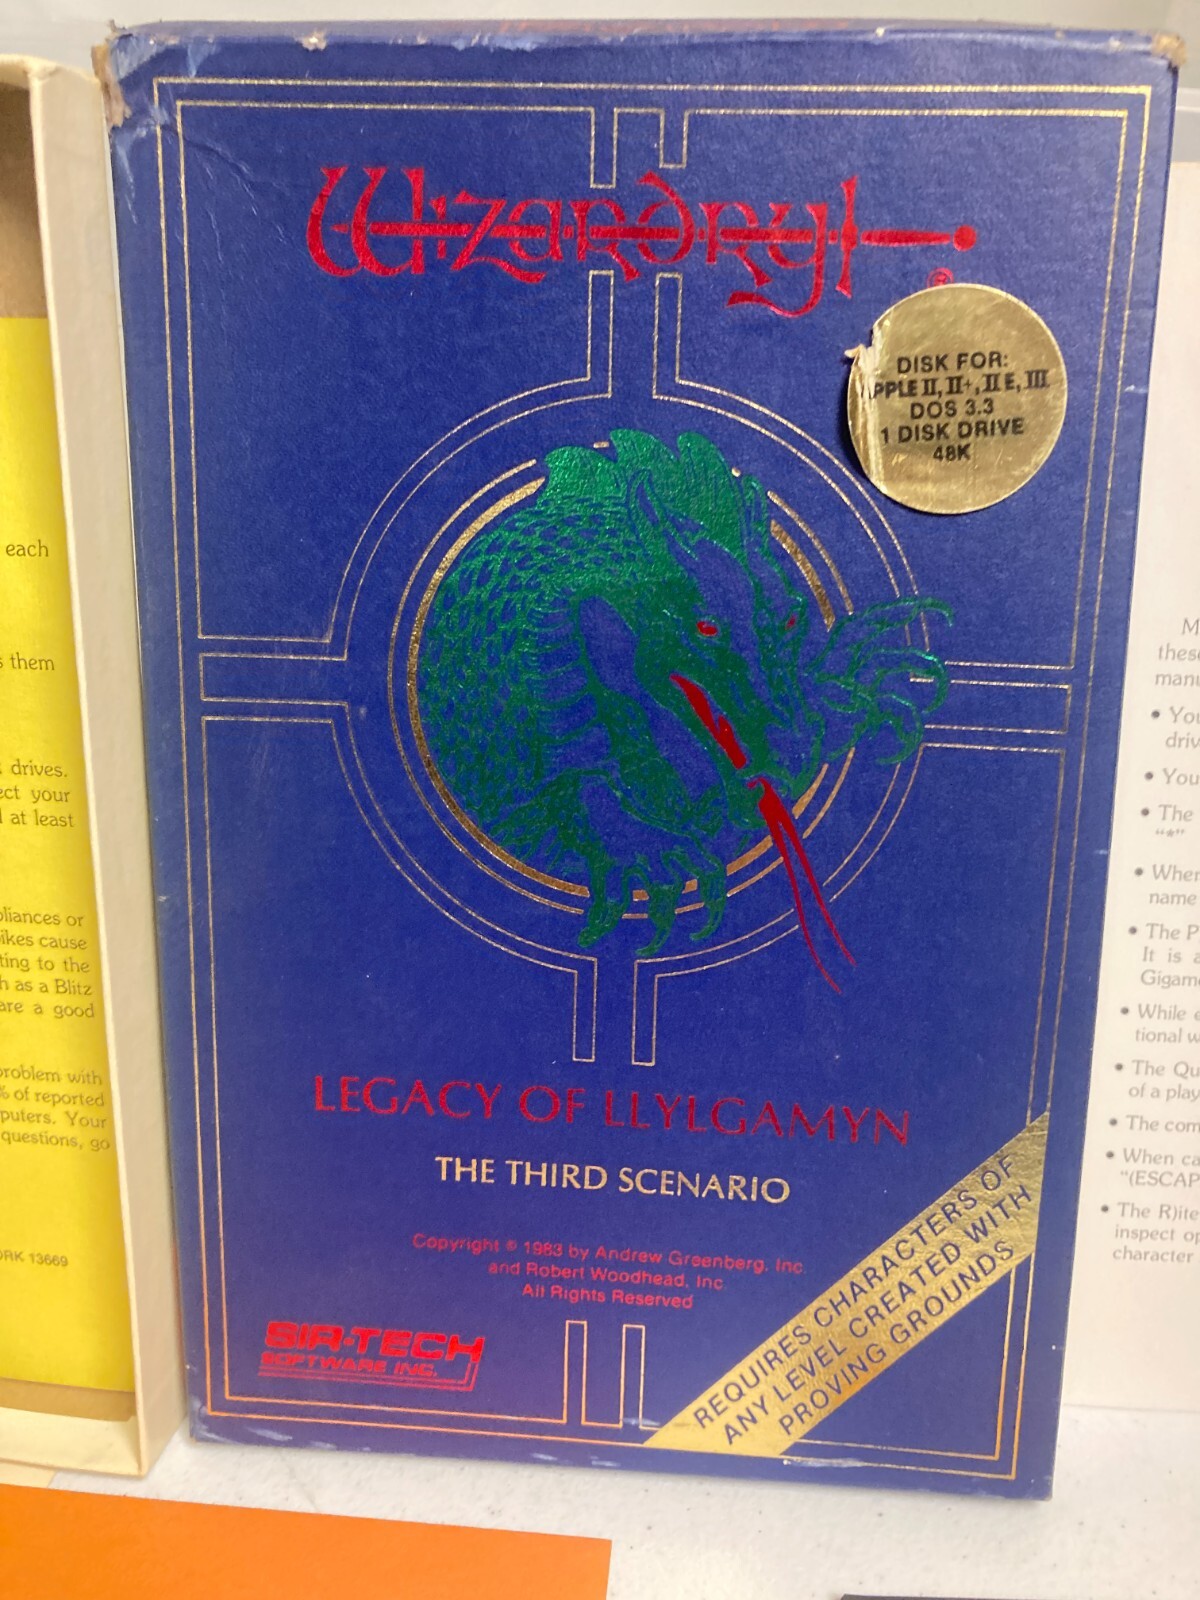 Wizardry
®
DISK FOR:
PPLE II, II+, IIE, III
DOS 3.3
1 DISK DRIVE
48K
LEGACY OF LLYLGAMYN
THE THIRD SCENARIO
Copyright © 1983 by Andrew Greenberg, Inc.
and Robert Woodhead, Inc.
All Rights Reserved
SIR-TECH
SOFTWARE INC.
REQUIRES CHARACTERS OF
ANY LEVEL CREATED WITH
PROVING GROUNDS
each
them
drives.
ect your
at least
pliances or
ikes cause
ting to the
h as a Blitz
are a good
problem with
% of reported
puters. Your
questions, go
ORK 13669
M
these
manu
• You
driv
• You
• The
“*”
• When
name
• The P
It is a
Gigam
• While e
tional w
• The Qu
of a play
• The com
• When ca
“(ESCAP
• The R)ite
inspect op
character